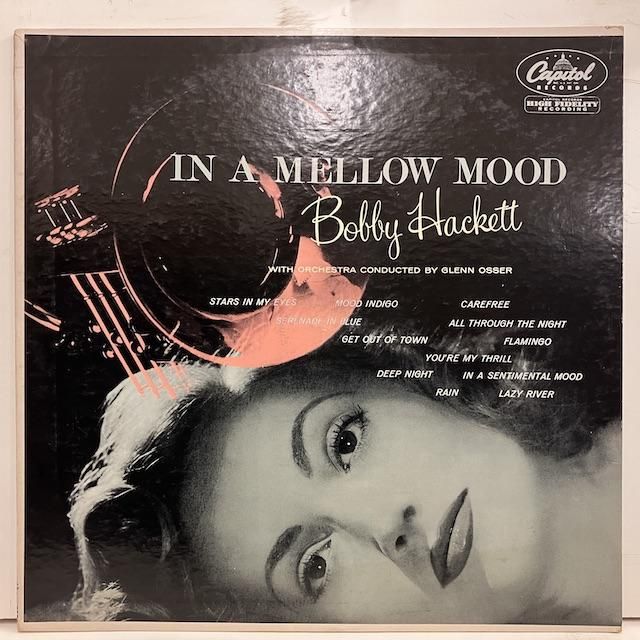 Capitol
RECORDS
CAPITOL RECORDS
HIGH FIDELITY
RECORDING
IN A MELLOW MOOD
Bobby Hackett
WITH ORCHESTRA CONDUCTED BY GLENN OSSER
STARS IN MY EYES MOOD INDIGO CAREFREE
SERENADE IN BLUE ALL THROUGH THE NIGHT
GET OUT OF TOWN FLAMINGO
YOU'RE MY THRILL
DEEP NIGHT IN A SENTIMENTAL MOOD
RAIN LAZY RIVER